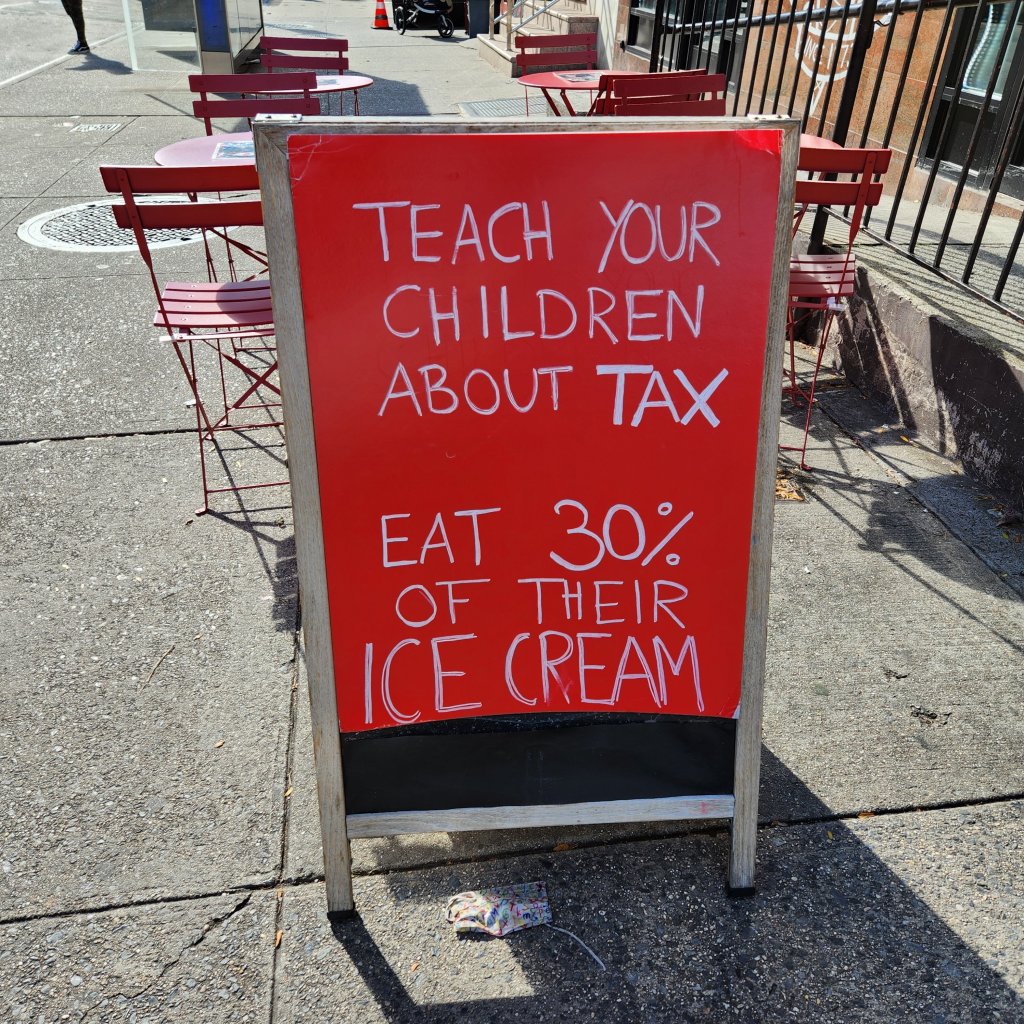 TEACH YOUR
CHILDREN
ABOUT TAX
EAT 30%
OF THEIR
ICE CREAM